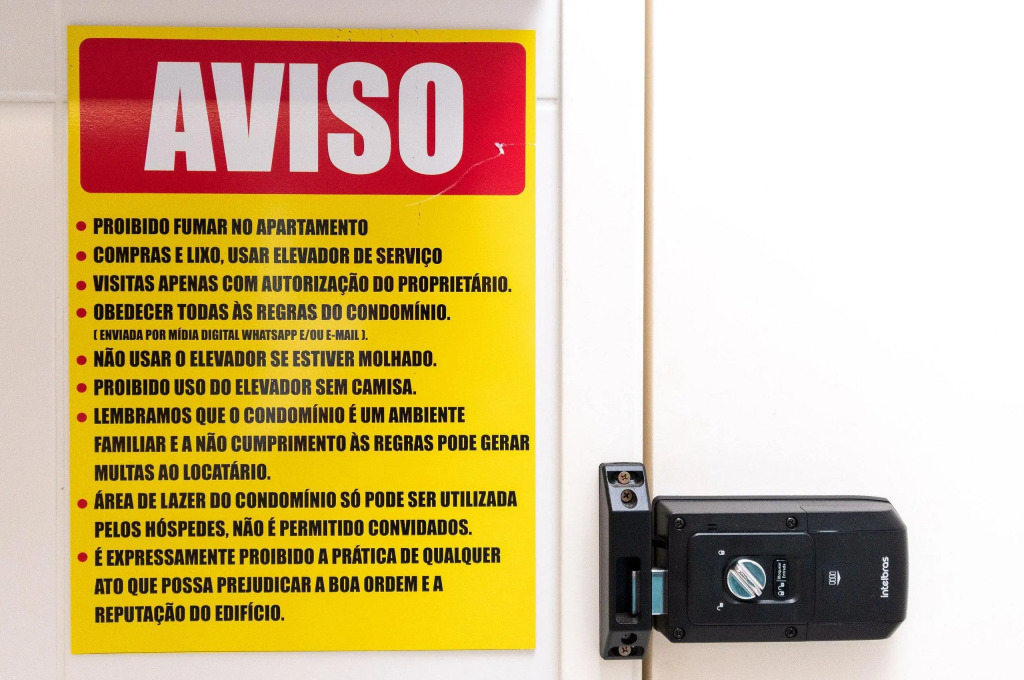 AVISO
PROIBIDO FUMAR NO APARTAMENTO
COMPRAS E LIXO, USAR ELEVADOR DE SERVIÇO
VISITAS APENAS COM AUTORIZAÇÃO DO PROPRIETÁRIO.
OBEDECER TODAS ÀS REGRAS DO CONDOMÍNIO.
( ENVIADA POR MÍDIA DIGITAL WHATSAPP E/OU E-MAIL ).
NÃO USAR O ELEVADOR SE ESTIVER MOLHADO.
PROIBIDO USO DO ELEVADOR SEM CAMISA.
LEMBRAMOS QUE O CONDOMÍNIO É UM AMBIENTE
FAMILIAR E A NÃO CUMPRIMENTO ÀS REGRAS PODE GERAR
MULTAS AO LOCATÁRIO.
ÁREA DE LAZER DO CONDOMÍNIO SÓ PODE SER UTILIZADA
PELOS HÓSPEDES, NÃO É PERMITIDO CONVIDADOS.
É EXPRESSAMENTE PROIBIDO A PRÁTICA DE QUALQUER
ATO QUE POSSA PREJUDICAR A BOA ORDEM E A
REPUTAÇÃO DO EDIFÍCIO.
Bloquear
Entrada
intelbras